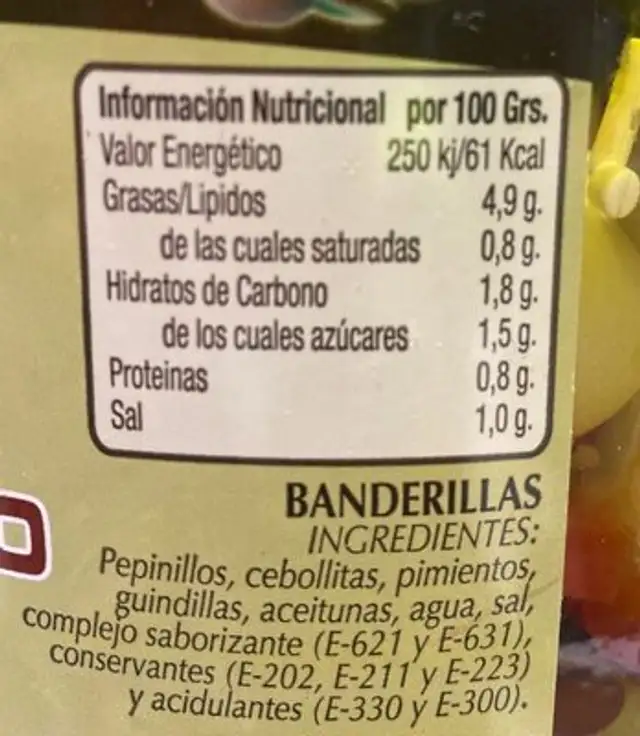 Información Nutricional por 100 Grs.
Valor Energético 250 kj/61 Kcal
Grasas/Lipidos 4,9 g.
de las cuales saturadas 0,8 g.
Hidratos de Carbono 1,8 g.
de los cuales azúcares 1,5 g.
Proteinas 0,8 g.
Sal 1,0 g.
BANDERILLAS
INGREDIENTES:
Pepinillos, cebollitas, pimientos,
guindillas, aceitunas, agua, sal,
complejo saborizante (E-621 y E-631),
conservantes (E-202, E-211 y E-223)
y acidulantes (E-330 y E-300).